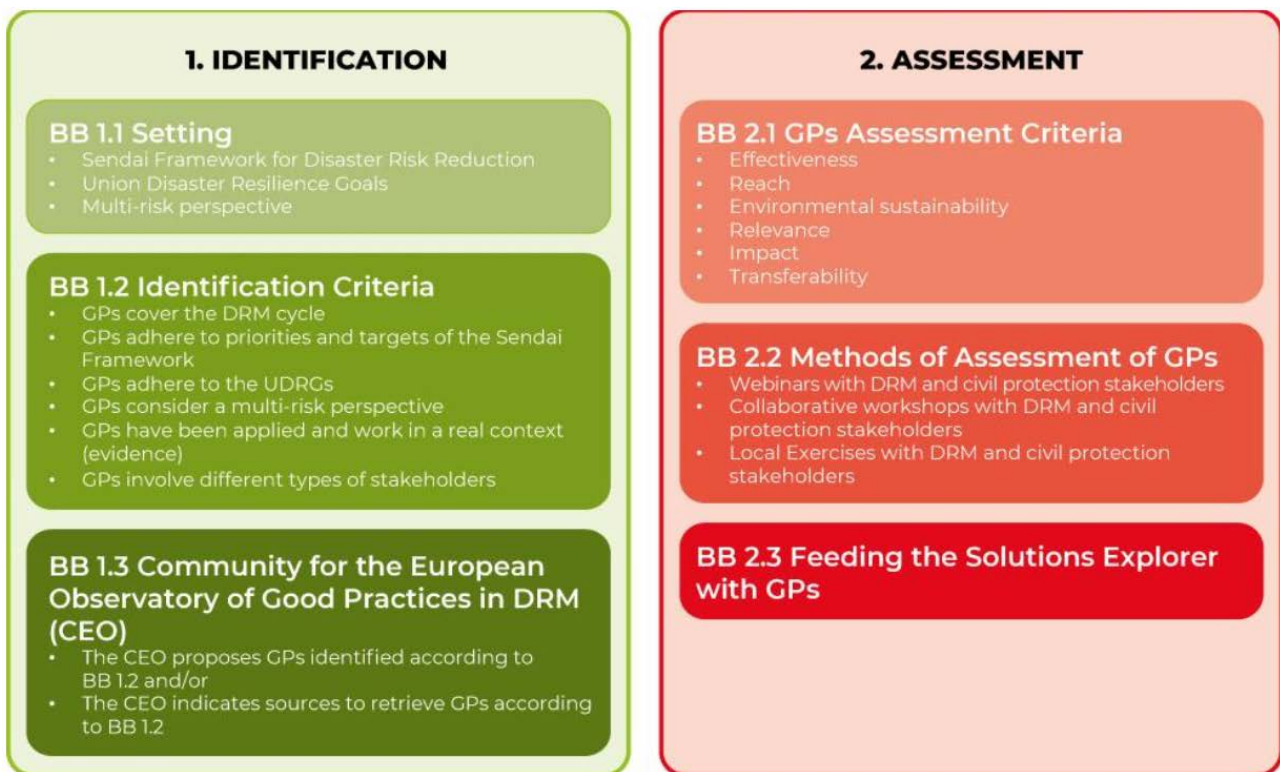 1. IDENTIFICATION
BB 1.1 Setting
• Sendai Framework for Disaster Risk Reduction
• Union Disaster Resilience Goals
• Multi-risk perspective
BB 1.2 Identification Criteria
• GPs cover the DRM cycle
• GPs adhere to priorities and targets of the Sendai
Framework
• GPs adhere to the UDRGs
• GPs consider a multi-risk perspective
• GPs have been applied and work in a real context
(evidence)
• GPs involve different types of stakeholders
BB 1.3 Community for the European
Observatory of Good Practices in DRM
(CEO)
• The CEO proposes GPs identified according to
BB 1.2 and/or
• The CEO indicates sources to retrieve GPs according
to BB 1.2
2. ASSESSMENT
BB 2.1 GPs Assessment Criteria
• Effectiveness
• Reach
• Environmental sustainability
• Relevance
• Impact
• Transferability
BB 2.2 Methods of Assessment of GPs
• Webinars with DRM and civil protection stakeholders
• Collaborative workshops with DRM and civil
protection stakeholders
• Local Exercises with DRM and civil protection
stakeholders
BB 2.3 Feeding the Solutions Explorer
with GPs